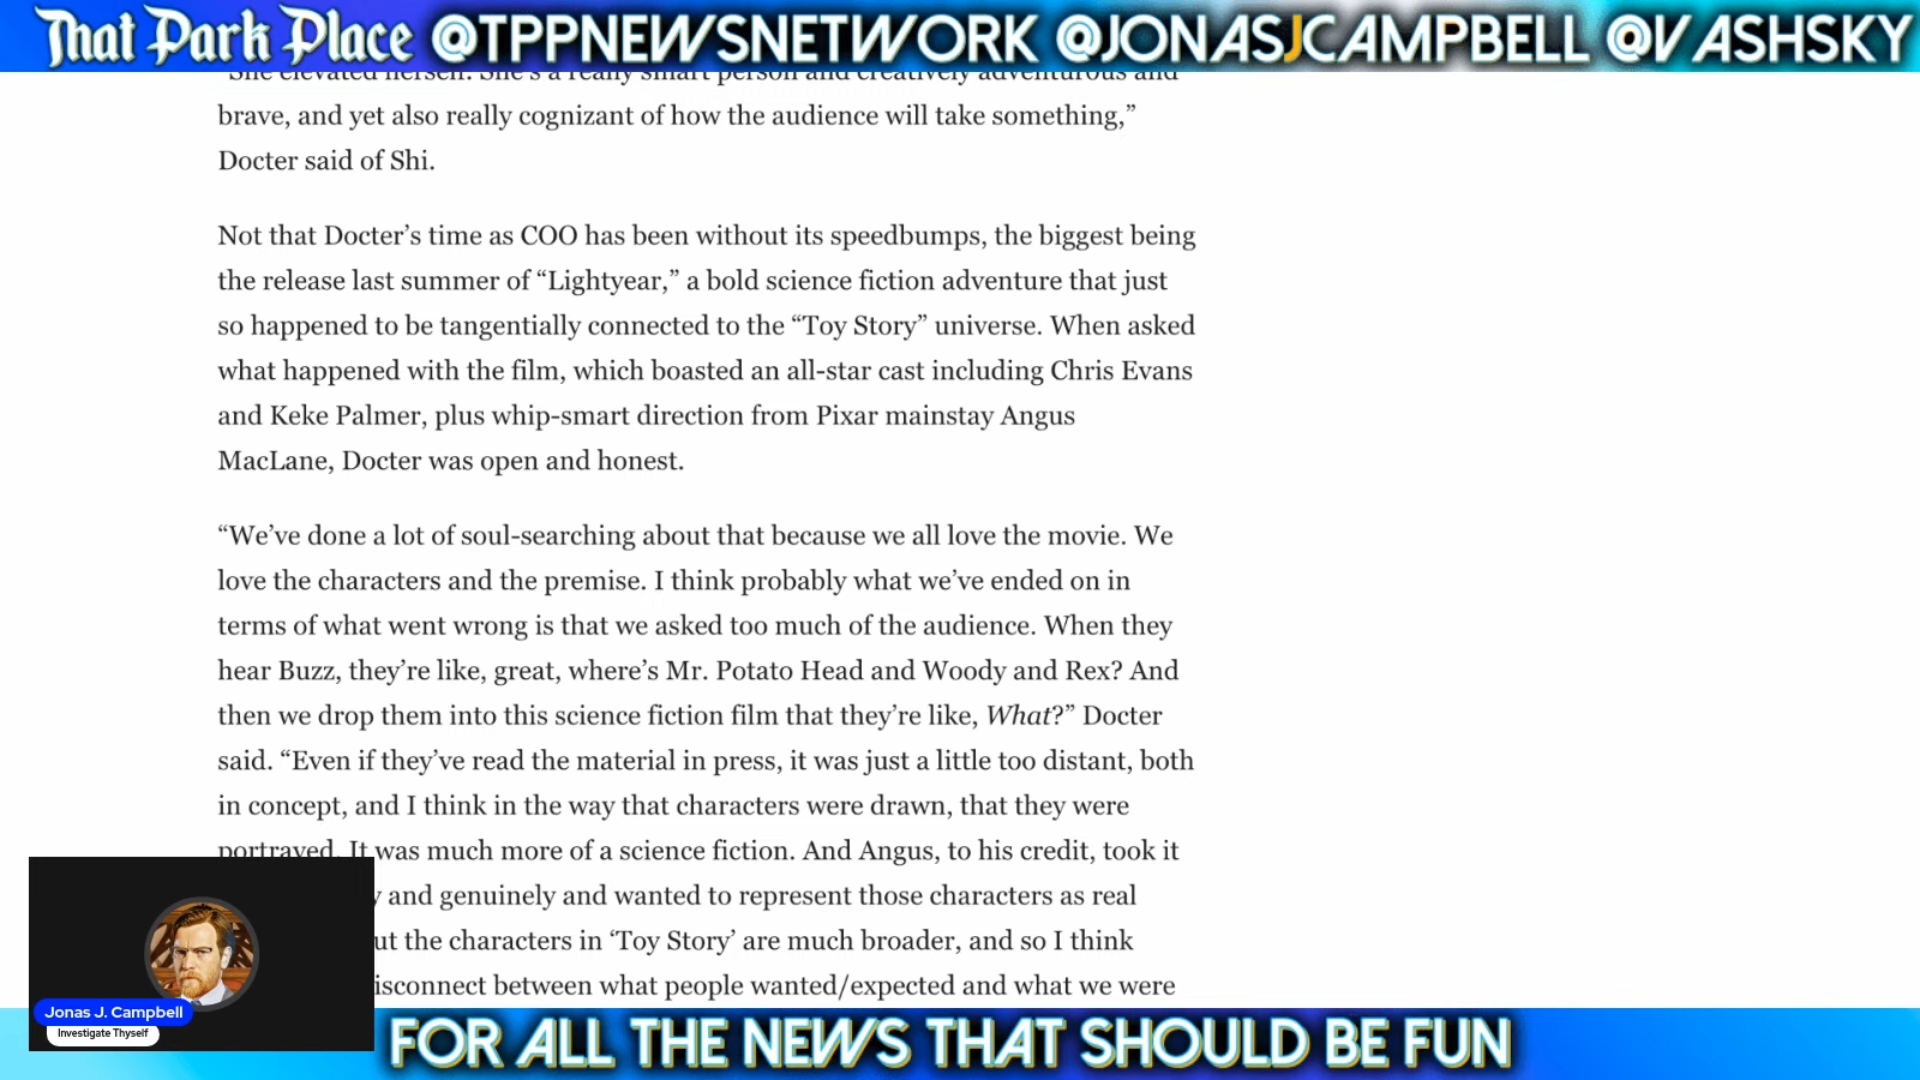 That Park Place @TPPNEWSNETWORK @JONASJCAMPBELL @VASHSKY
“She elevated herself. She’s a really smart person and creatively adventurous and
brave, and yet also really cognizant of how the audience will take something,”
Docter said of Shi.
Not that Docter’s time as COO has been without its speedbumps, the biggest being
the release last summer of “Lightyear,” a bold science fiction adventure that just
so happened to be tangentially connected to the “Toy Story” universe. When asked
what happened with the film, which boasted an all-star cast including Chris Evans
and Keke Palmer, plus whip-smart direction from Pixar mainstay Angus
MacLane, Docter was open and honest.
“We’ve done a lot of soul-searching about that because we all love the movie. We
love the characters and the premise. I think probably what we’ve ended on in
terms of what went wrong is that we asked too much of the audience. When they
hear Buzz, they’re like, great, where’s Mr. Potato Head and Woody and Rex? And
then we drop them into this science fiction film that they’re like, What?” Docter
said. “Even if they’ve read the material in press, it was just a little too distant, both
in concept, and I think in the way that characters were drawn, that they were
portrayed. It was much more of a science fiction. And Angus, to his credit, took it
and genuinely and wanted to represent those characters as real
ut the characters in ‘Toy Story’ are much broader, and so I think
isconnect between what people wanted/expected and what we were
Jonas J. Campbell
Investigate Thyself
FOR ALL THE NEWS THAT SHOULD BE FUN